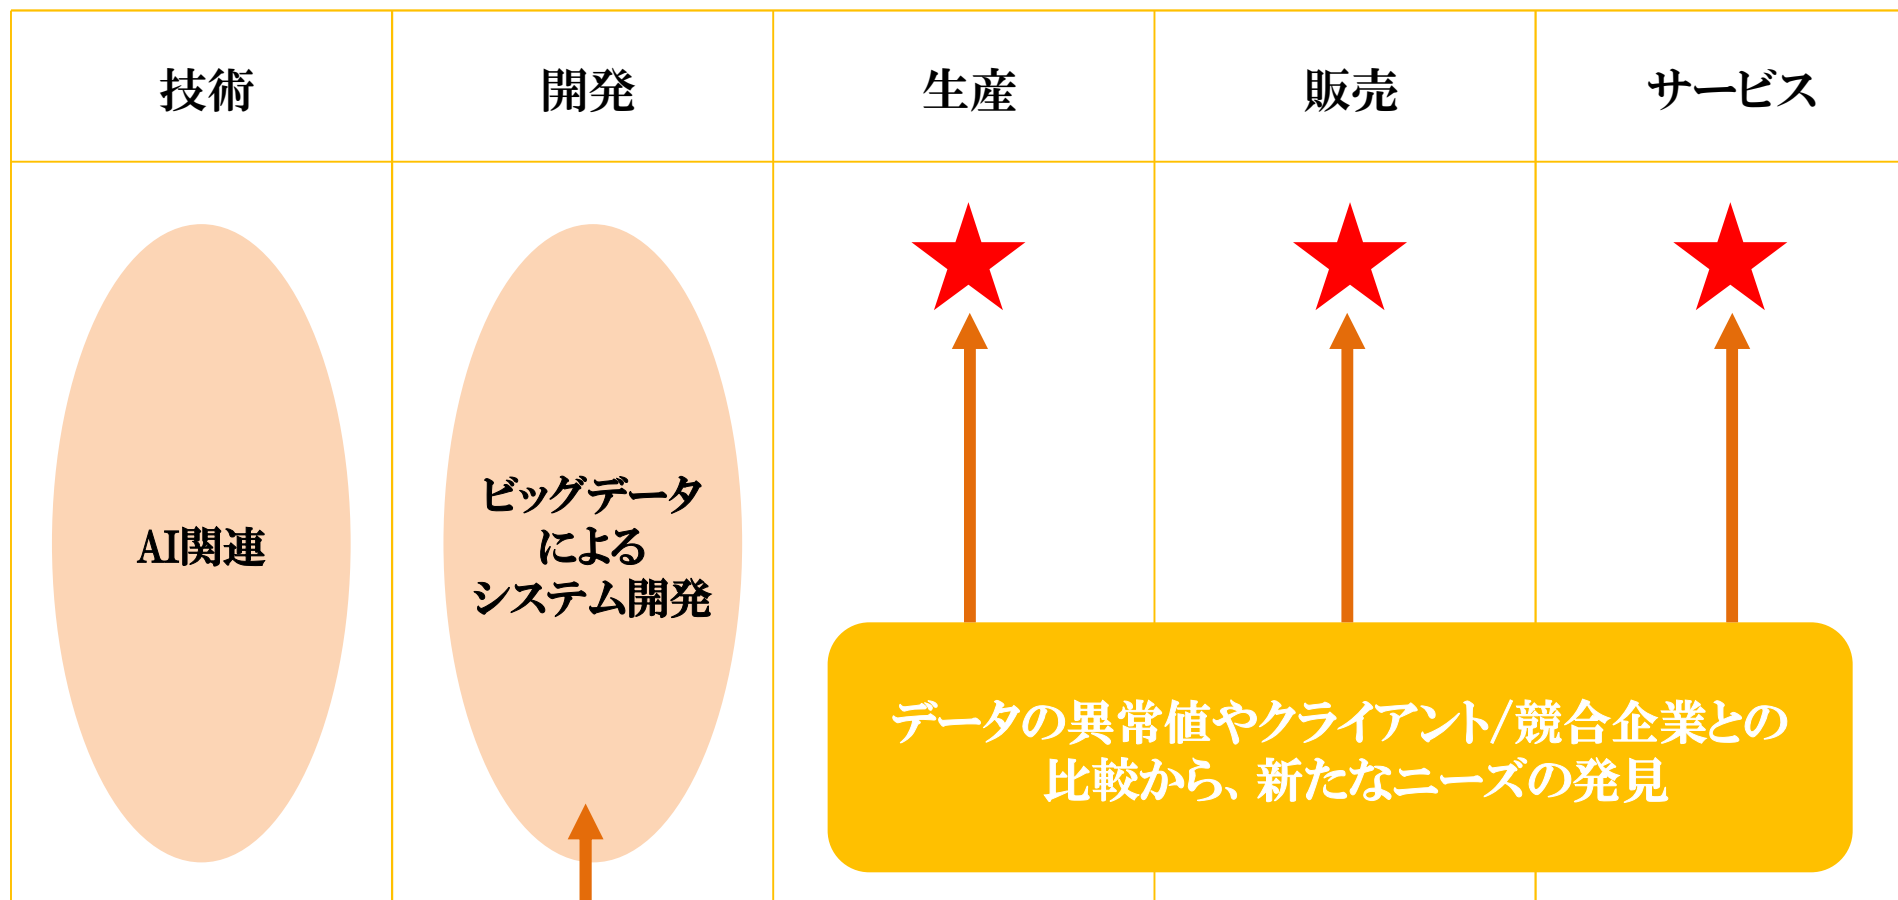 技術
開発
生産
販売
サービス
AI関連
ビッグデータ
による
システム開発
データの異常値やクライアント/競合企業との
比較から、新たなニーズの発見